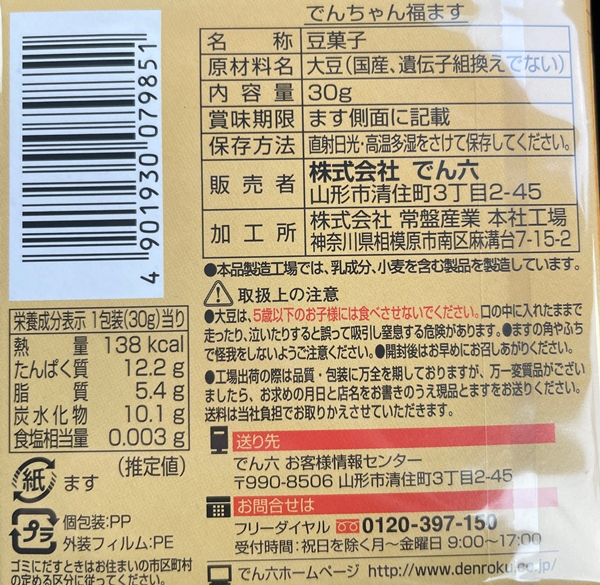 でんちゃん福ます
名称 豆菓子
原材料名 大豆(国産、遺伝子組換えでない)
内容量 30g
賞味期限 ます側面に記載
保存方法 直射日光・高温多湿をさけて保存してください。
販売者 株式会社 でん六
山形市清住町3丁目2-45
加工所 株式会社 常盤産業 本社工場
神奈川県相模原市南区麻溝台7-15-2
●本品製造工場では、乳成分、小麦を含む製品を製造しています。
取扱上の注意
●大豆は、5歳以下のお子様には食べさせないでください。口の中に入れたままで
走ったり、泣いたりすると誤って吸引し窒息する危険があります。●ますの角やふち
で怪我をしないようご注意ください。●開封後はお早めにお召しあがりください。
●工場出荷の際は品質・包装に万全を期しておりますが、万一変質品がござい
ましたら、お求めの月日と店名をお書きのうえ現品とますをお送りください。
送料は当社負担でお取りかえさせていただきます。
送り先
でん六 お客様情報センター
〒990-8506 山形市清住町3丁目2-45
お問合せは
フリーダイヤル 0120-397-150
受付時間:祝日を除く月~金曜日 9:00~17:00
でん六ホームページ http://www.denroku.co.jp/
4 901930 079851
栄養成分表示 1包装(30g)当り
熱量 138 kcal
たんぱく質 12.2 g
脂質 5.4 g
炭水化物 10.1 g
食塩相当量 0.003 g
(推定値)
紙 ます
プラ 個包装:PP
外装フィルム:PE
ゴミにだすときはお住まいの市区町村
の定める区分に従ってください。